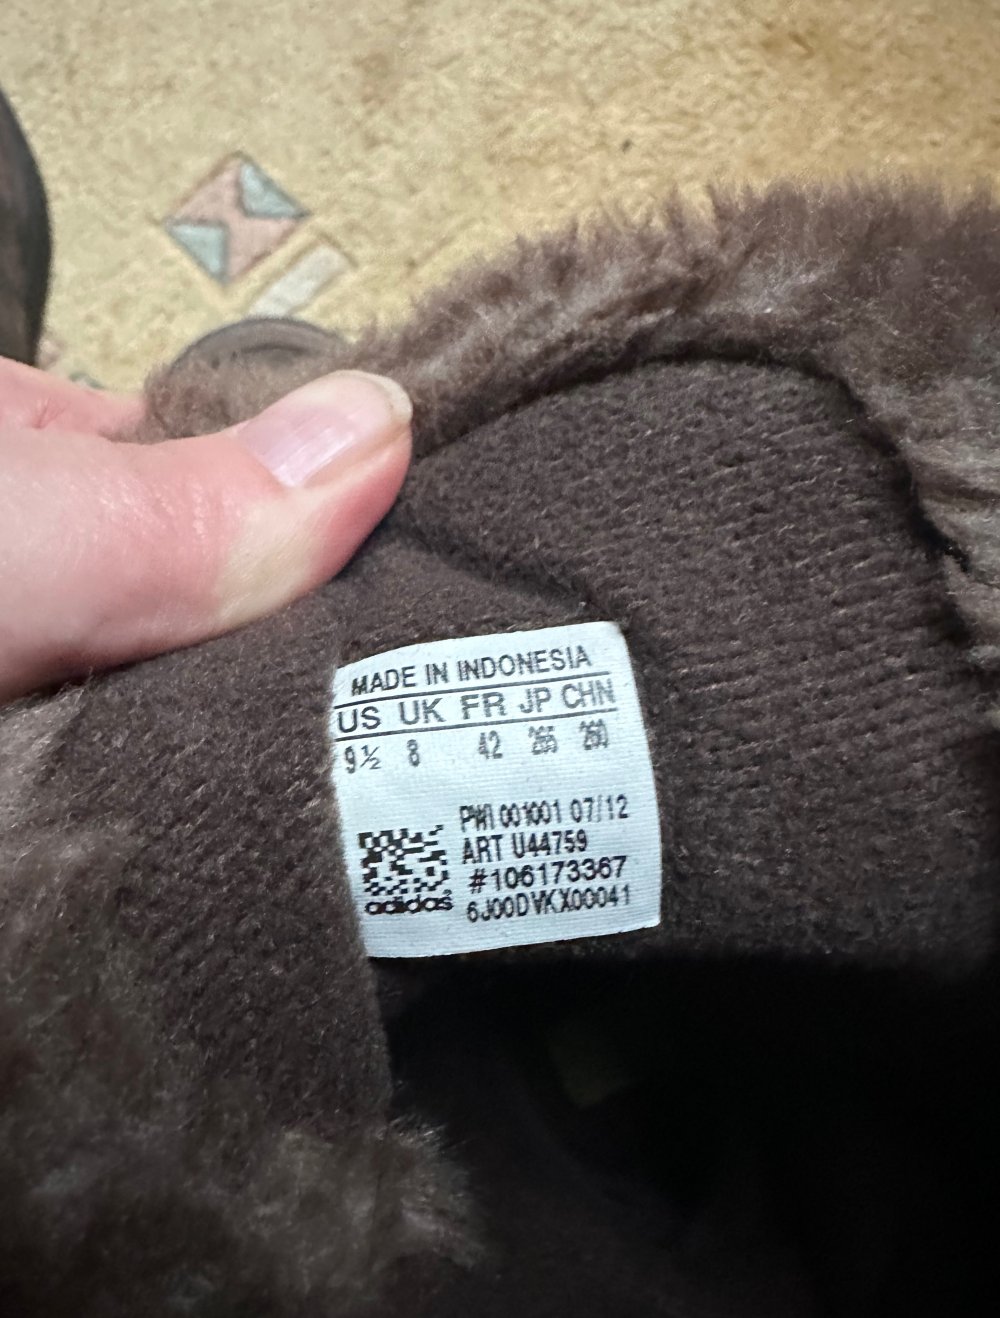 MADE IN INDONESIA
US UK FR JP CHN
9½ 8 42 265 260
PWI 001001 07/12
ART U44759
#106173367
6J00DVKX00041
adidas